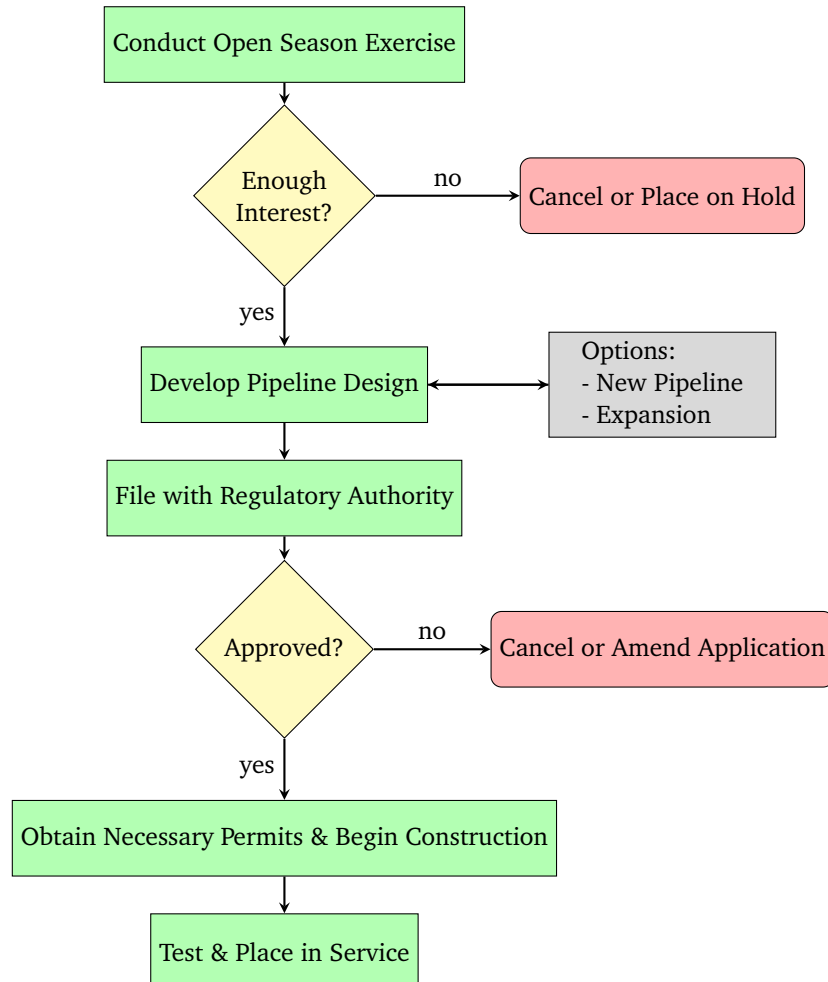 Conduct Open Season Exercise
Enough
Interest?
no
Cancel or Place on Hold
yes
Develop Pipeline Design
Options:
- New Pipeline
- Expansion
File with Regulatory Authority
Approved?
no
Cancel or Amend Application
yes
Obtain Necessary Permits & Begin Construction
Test & Place in Service